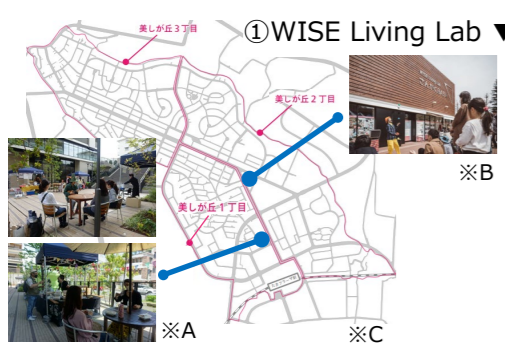 ①WISE Living Lab ▼
美しが丘3丁目
美しが丘2丁目
※B
美しが丘1丁目
※A
※C